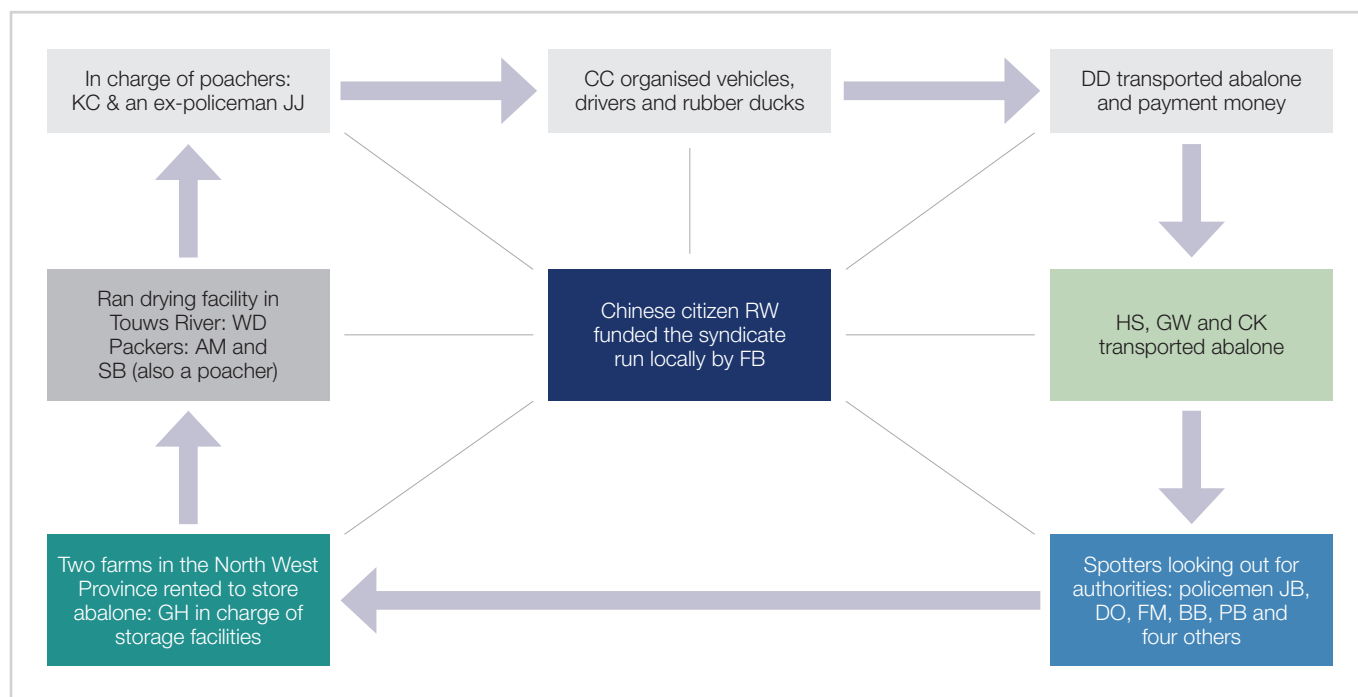 In charge of poachers:
KC & an ex-policeman JJ
CC organised vehicles,
drivers and rubber ducks
DD transported abalone
and payment money
Ran drying facility in
Touws River: WD
Packers: AM and
SB (also a poacher)
Chinese citizen RW
funded the syndicate
run locally by FB
HS, GW and CK
transported abalone
Two farms in the North West
Province rented to store
abalone: GH in charge of
storage facilities
Spotters looking out for
authorities: policemen JB,
DO, FM, BB, PB and
four others